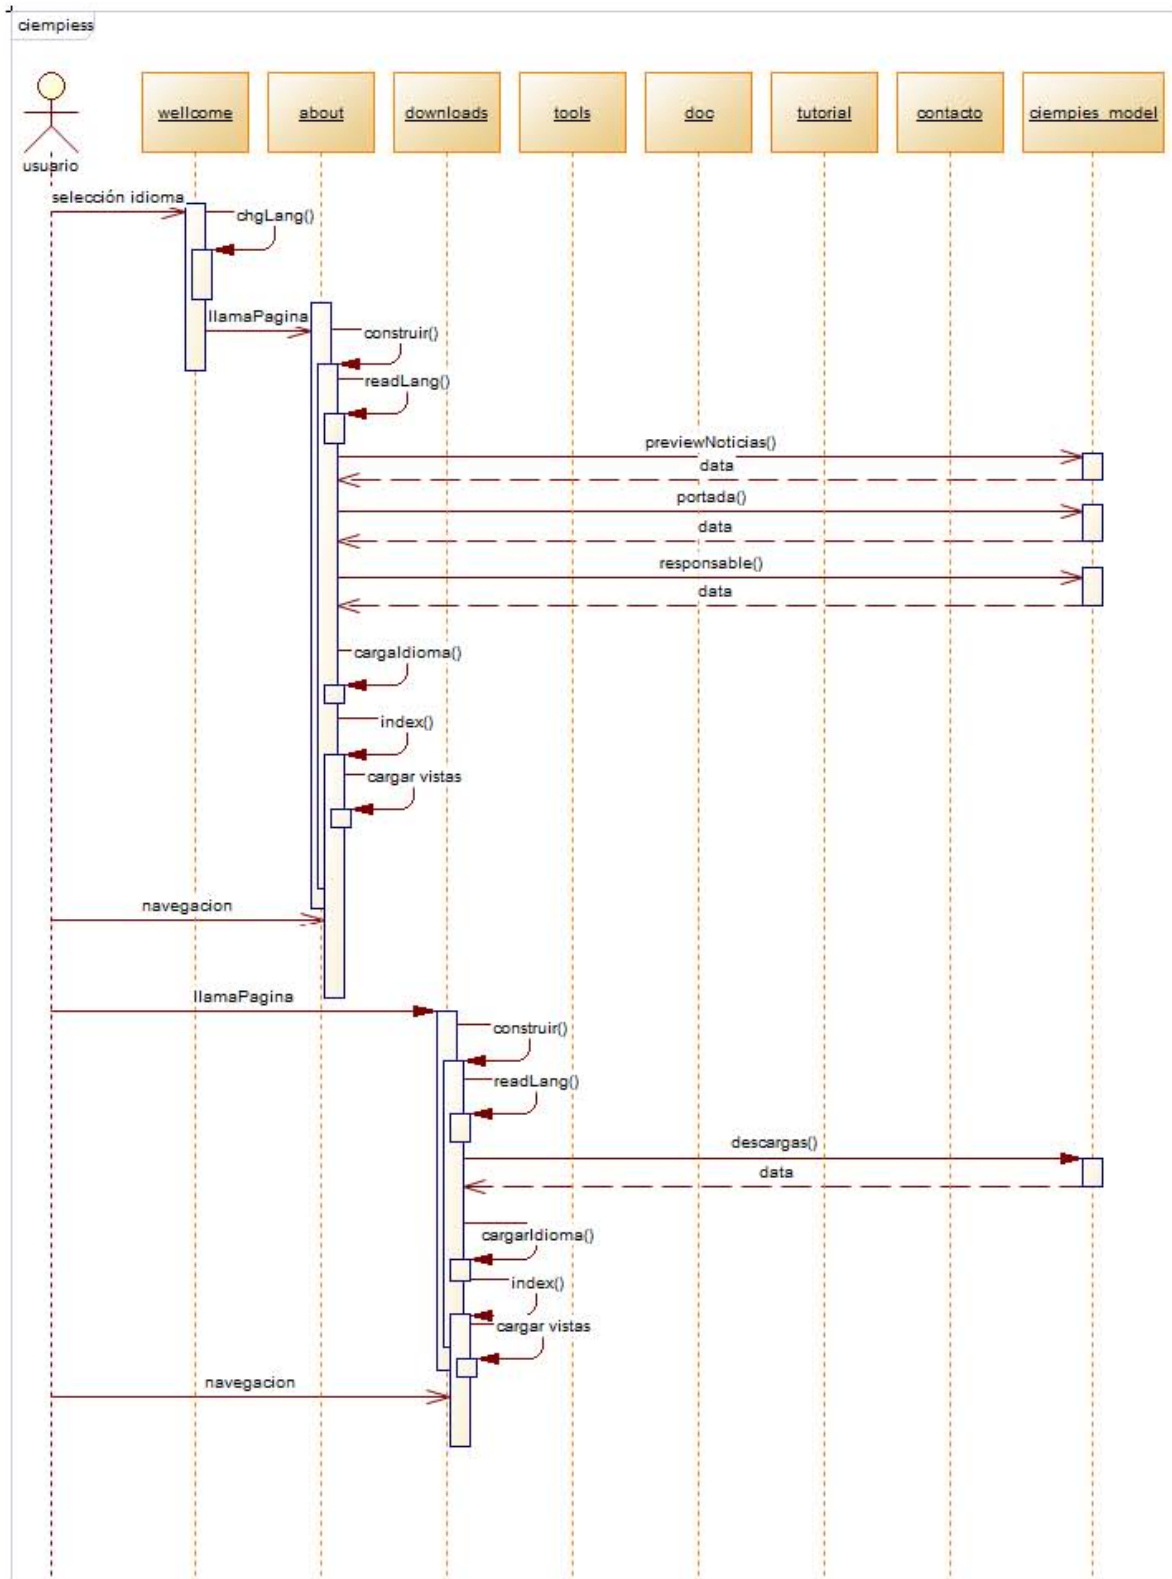 ciempiess
wellcome
about
downloads
tools
doc
tutorial
contacto
ciempies_model
usuario
selección idioma
chgLang()
llamaPagina
construir()
readLang()
previewNoticias()
data
portada()
data
responsable()
data
cargaIdioma()
index()
cargar vistas
navegacion
llamaPagina
construir()
readLang()
descargas()
data
cargarIdioma()
index()
cargar vistas
navegacion